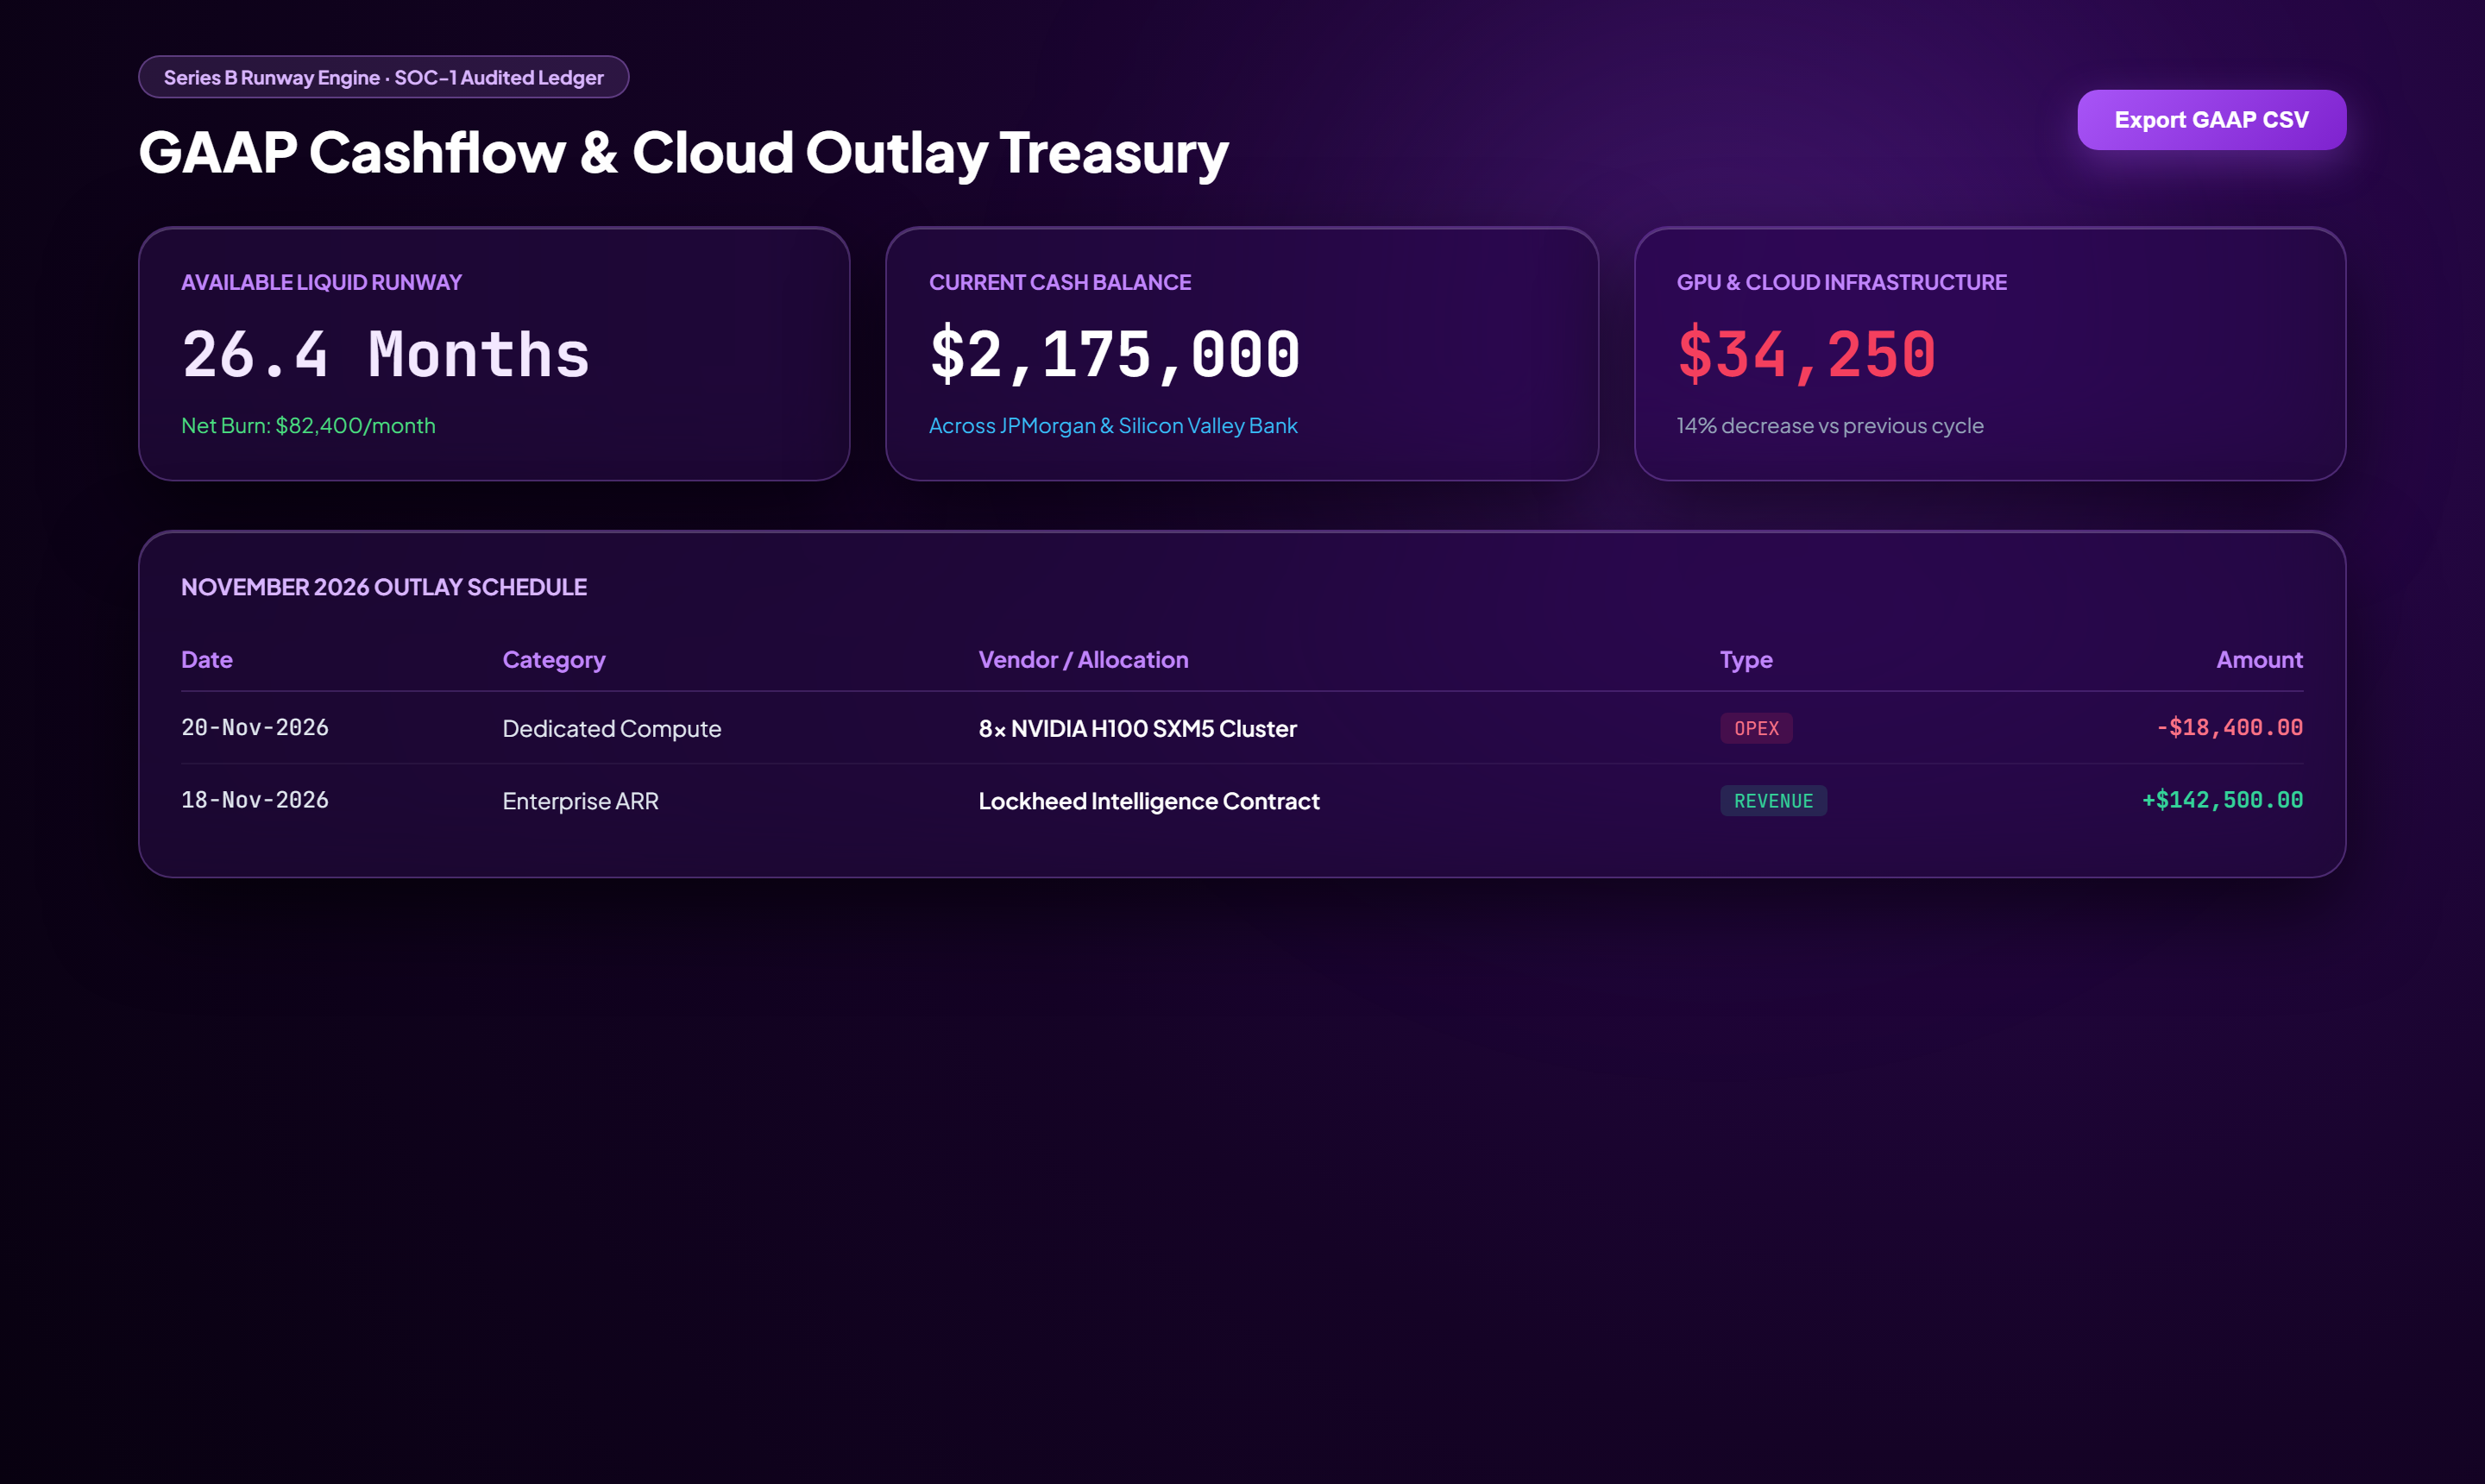 Series B Runway Engine · SOC-1 Audited Ledger
GAAP Cashflow & Cloud Outlay Treasury
Export GAAP CSV
AVAILABLE LIQUID RUNWAY
26.4 Months
Net Burn: $82,400/month
CURRENT CASH BALANCE
$2,175,000
Across JPMorgan & Silicon Valley Bank
GPU & CLOUD INFRASTRUCTURE
$34,250
14% decrease vs previous cycle
NOVEMBER 2026 OUTLAY SCHEDULE
Date Category Vendor / Allocation Type Amount
20-Nov-2026 Dedicated Compute 8× NVIDIA H100 SXM5 Cluster OPEX -$18,400.00
18-Nov-2026 Enterprise ARR Lockheed Intelligence Contract REVENUE +$142,500.00